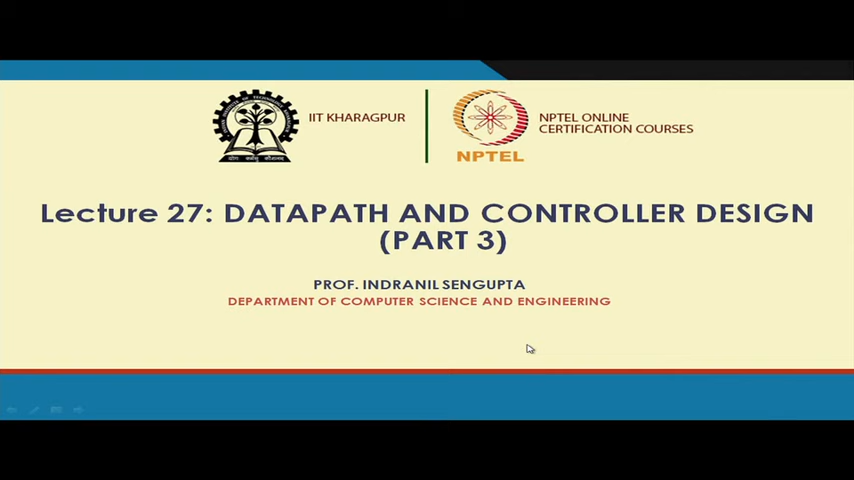 IIT KHARAGPUR
NPTEL ONLINE
CERTIFICATION COURSES
NPTEL
Lecture 27: DATAPATH AND CONTROLLER DESIGN
(PART 3)
PROF. INDRANIL SENGUPTA
DEPARTMENT OF COMPUTER SCIENCE AND ENGINEERING